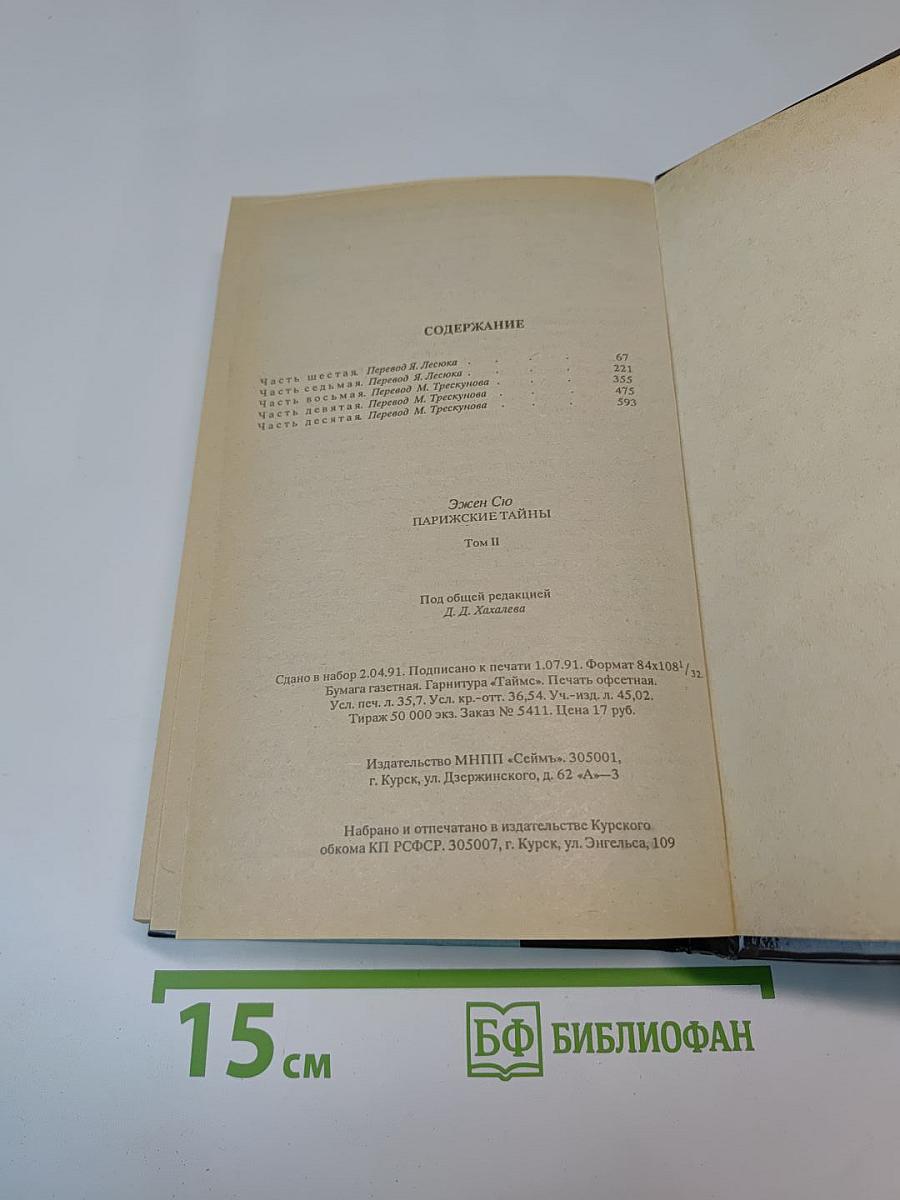 СОДЕРЖАНИЕ
Часть шестая. Перевод Я. Лесюка . . . . 67
Часть седьмая. Перевод Я. Лесюка . . . . 221
Часть восьмая. Перевод М. Трескунова . . . 355
Часть девятая. Перевод М. Трескунова . . . 475
Часть десятая. Перевод М. Трескунова . . . 593
Эжен Сю
ПАРИЖСКИЕ ТАЙНЫ
Том II
Под общей редакцией
Д. Д. Хахалева
Сдано в набор 2.04.91. Подписано к печати 1.07.91. Формат 84х108¹/32.
Бумага газетная. Гарнитура «Таймс». Печать офсетная.
Усл. печ. л. 35,7. Усл. кр.-отт. 36,54. Уч.-изд. л. 45,02.
Тираж 50 000 экз. Заказ № 5411. Цена 17 руб.
Издательство МНПП «Сеймъ». 305001,
г. Курск, ул. Дзержинского, д. 62 «А»—3
Набрано и отпечатано в издательстве Курского
обкома КП РСФСР. 305007, г. Курск, ул. Энгельса, 109
15 см
БФ БИБЛИОФАН